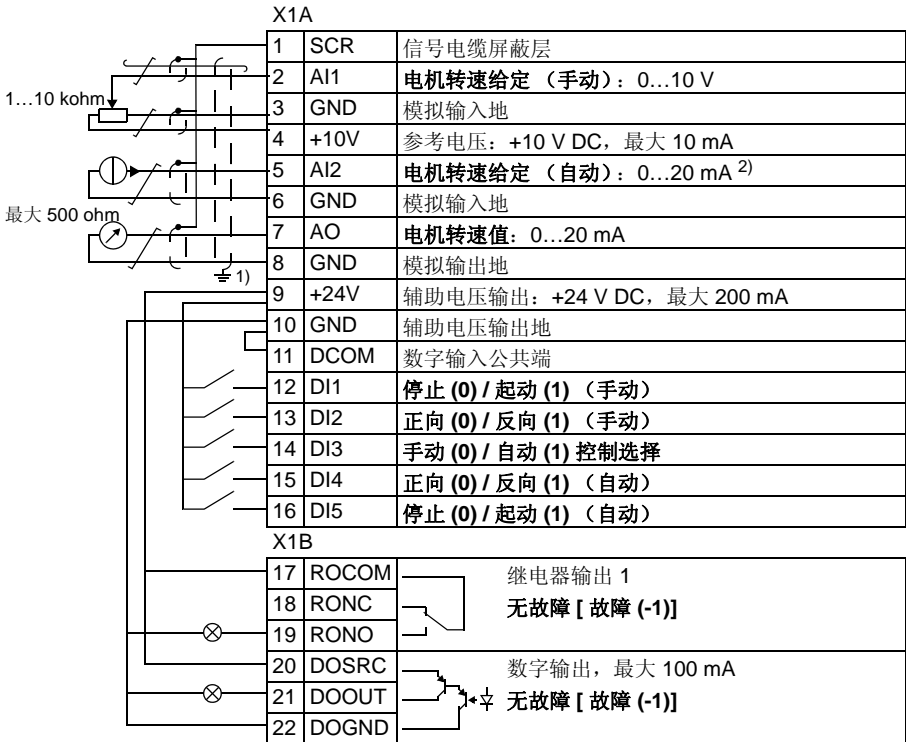 X1A
1 SCR 信号电缆屏蔽层
2 AI1 电机转速给定 （手动）：0…10 V
1…10 kohm
3 GND 模拟输入地
4 +10V 参考电压：+10 V DC，最大 10 mA
5 AI2 电机转速给定 （自动）：0…20 mA 2)
6 GND 模拟输入地
最大 500 ohm
7 AO 电机转速值：0…20 mA
8 GND 模拟输出地
1)
9 +24V 辅助电压输出：+24 V DC，最大 200 mA
10 GND 辅助电压输出地
11 DCOM 数字输入公共端
12 DI1 停止 (0) / 起动 (1) （手动）
13 DI2 正向 (0) / 反向 (1) （手动）
14 DI3 手动 (0) / 自动 (1) 控制选择
15 DI4 正向 (0) / 反向 (1) （自动）
16 DI5 停止 (0) / 起动 (1) （自动）
X1B
17 ROCOM 继电器输出 1
18 RONC 无故障 [ 故障 (-1)]
19 RONO
20 DOSRC 数字输出，最大 100 mA
21 DOOUT 无故障 [ 故障 (-1)]
22 DOGND